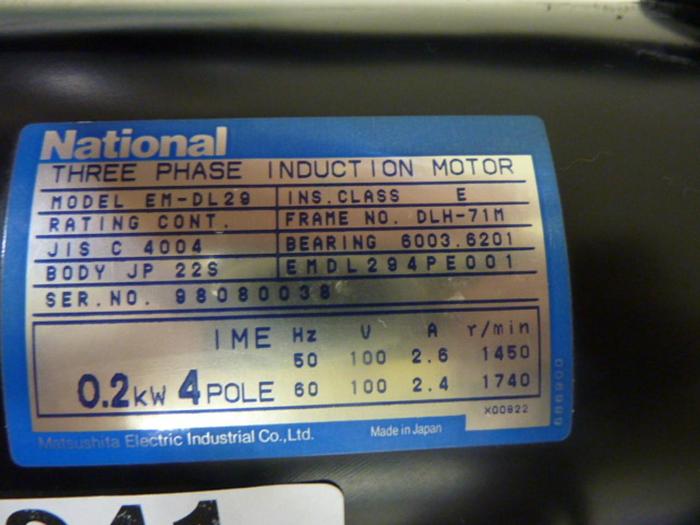 National
THREE PHASE INDUCTION MOTOR
MODEL EM-DL29 INS.CLASS E
RATING CONT. FRAME NO. DLH-71M
JIS C 4004 BEARING 6003.6201
BODY JP 22S EMDL294PE001
SER.NO. 98080038
IME Hz V A r/min
50 100 2.6 1450
0.2kW 4POLE 60 100 2.4 1740
X00822
Matsushita Electric Industrial Co.,Ltd. Made in Japan